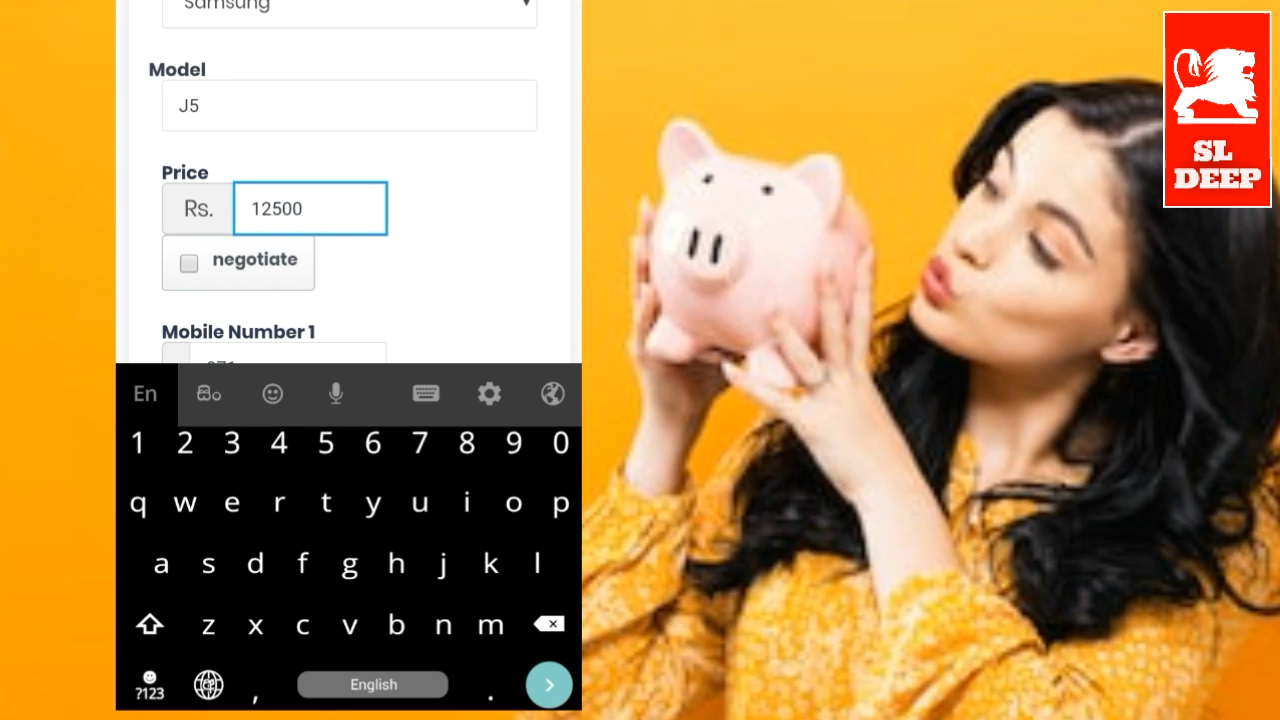 Samsung
Model
J5
Price
Rs. 12500
negotiate
Mobile Number 1
En
1 2 3 4 5 6 7 8 9 0
q w e r t y u i o p
a s d f g h j k l
z x c v b n m
?123 , English .
SL
DEEP